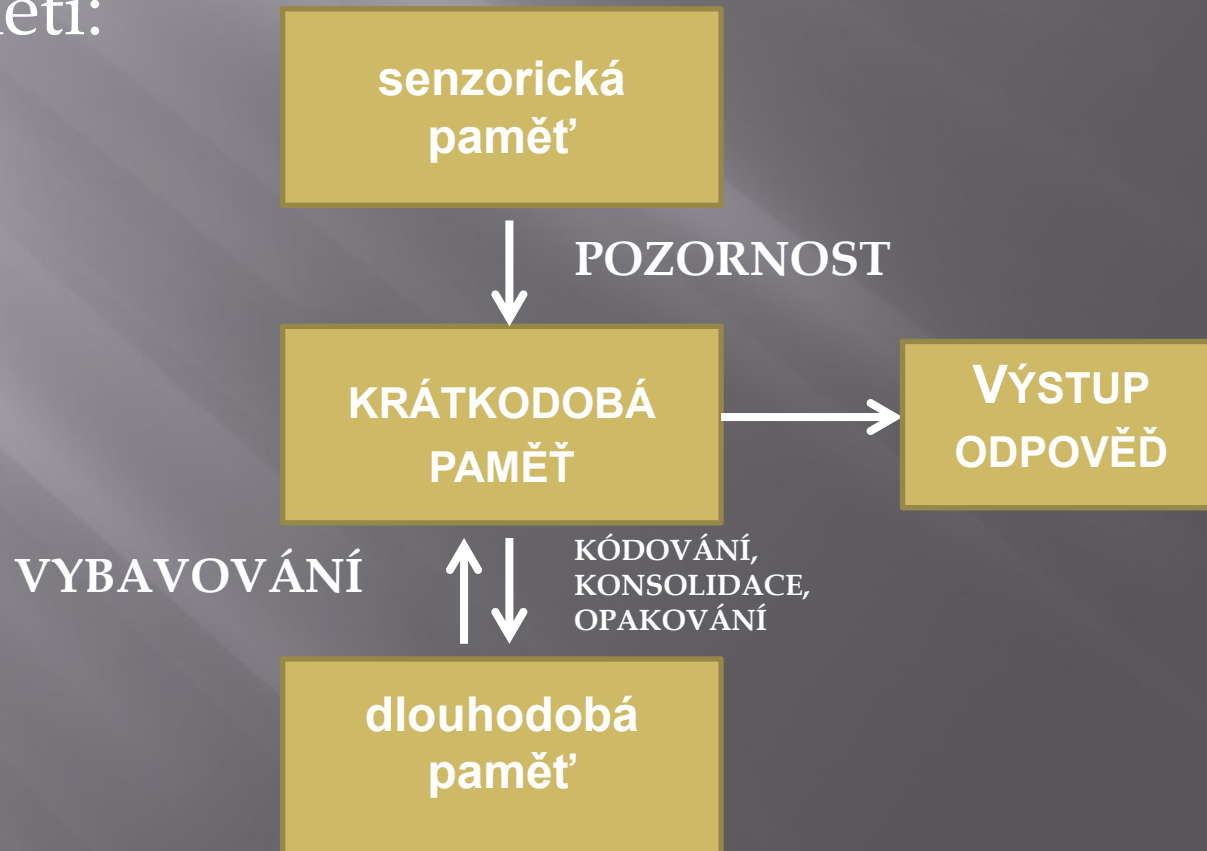 senzorická
paměť
POZORNOST
KRÁTKODOBÁ
PAMĚŤ
VÝSTUP
ODPOVĚĎ
VYBAVOVÁNÍ
KÓDOVÁNÍ,
KONSOLIDACE,
OPAKOVÁNÍ
dlouhodobá
paměť